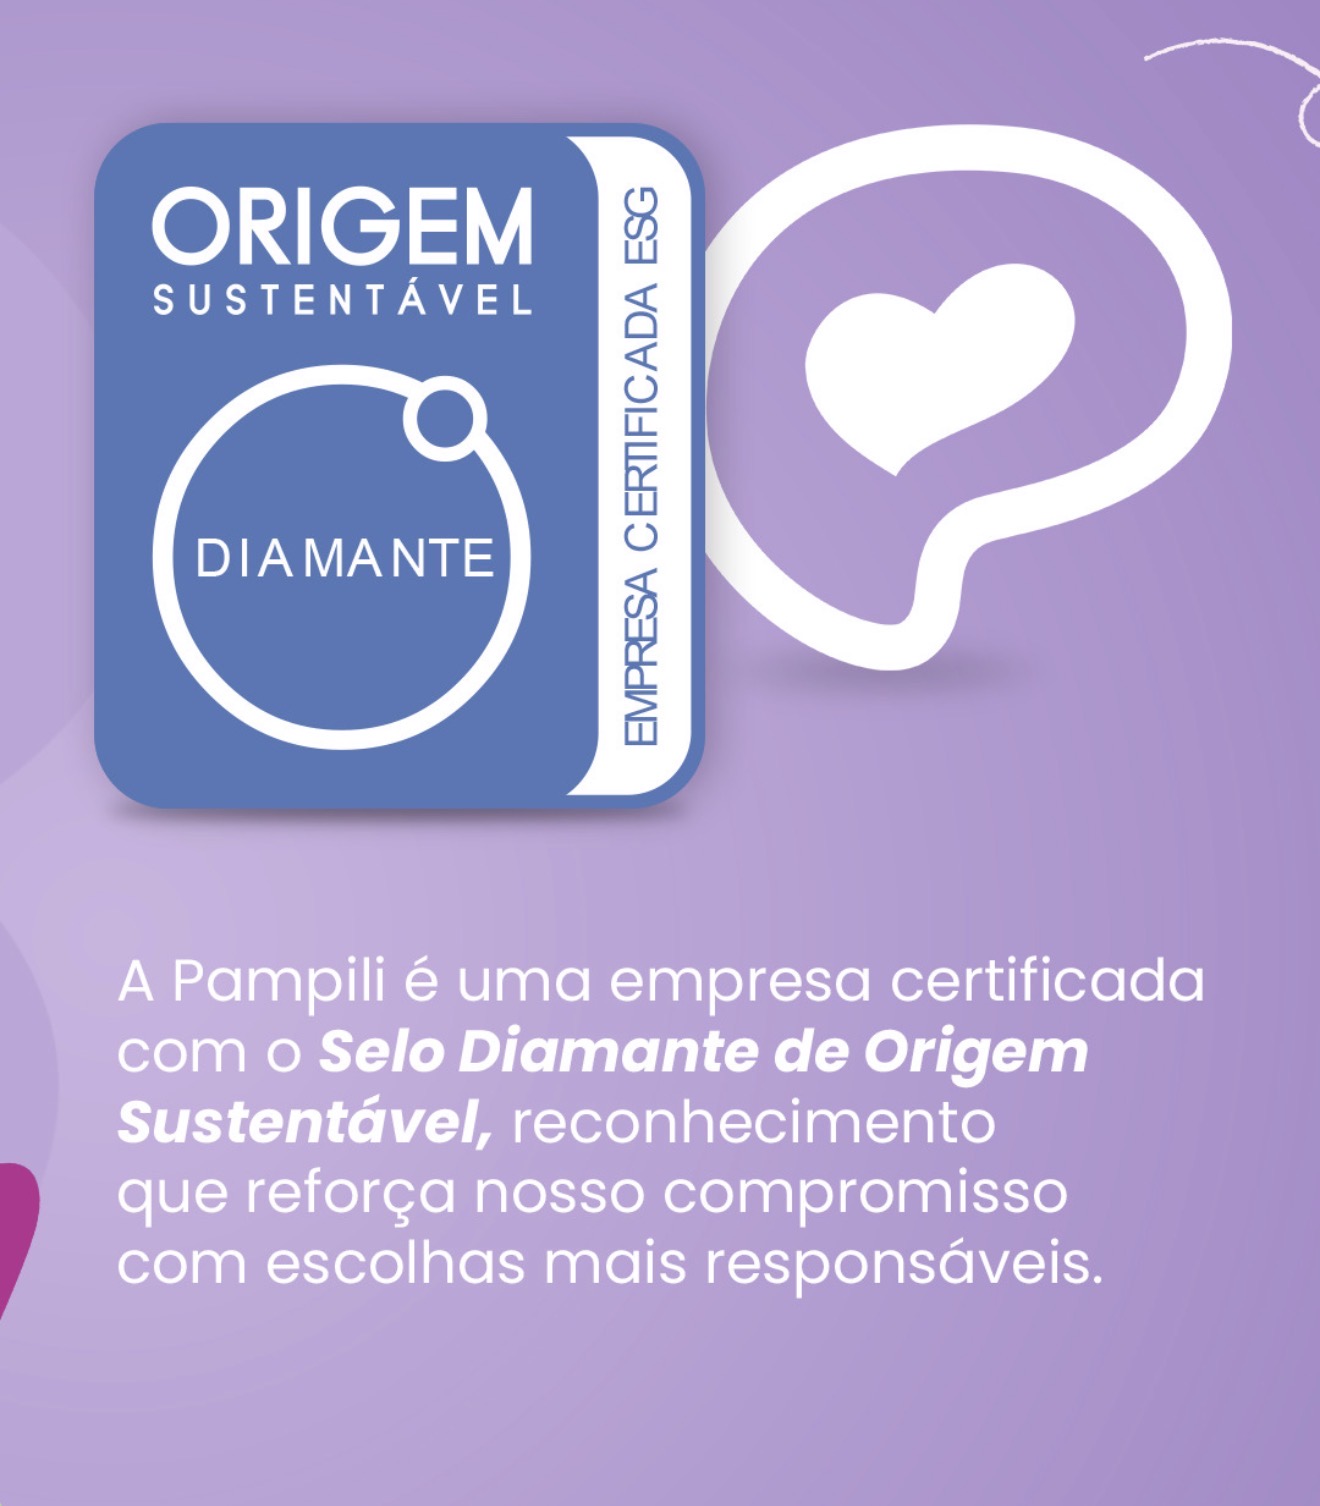 ORIGEM
SUSTENTÁVEL
DIAMANTE
EMPRESA CERTIFICADA ESG
A Pampili é uma empresa certificada
com o Selo Diamante de Origem
Sustentável, reconhecimento
que reforça nosso compromisso
com escolhas mais responsáveis.